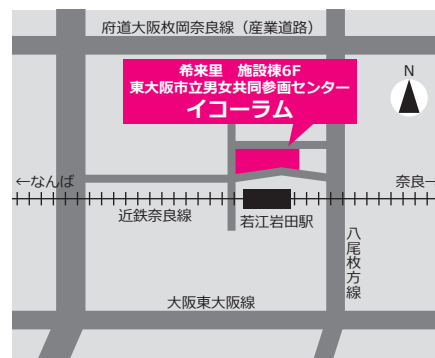 府道大阪枚岡奈良線（産業道路）
希来里　施設棟6F
東大阪市立男女共同参画センター
イコーラム
N
←なんば
奈良→
近鉄奈良線
若江岩田駅
八尾枚方線
大阪東大阪線